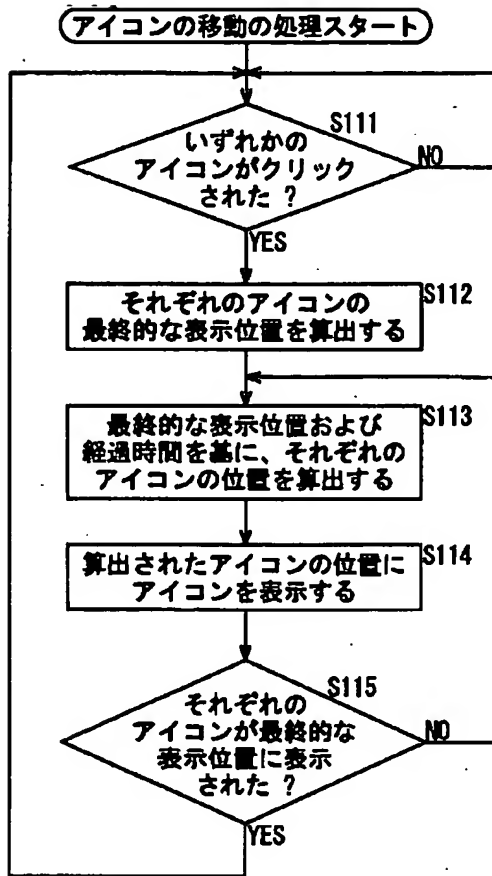 アイコンの移動の処理スタート
S111
いずれかの
アイコンがクリック
された ?
NO
YES
S112
それぞれのアイコンの
最終的な表示位置を算出する
S113
最終的な表示位置および
経過時間を基に、それぞれの
アイコンの位置を算出する
S114
算出されたアイコンの位置に
アイコンを表示する
S115
それぞれの
アイコンが最終的な
表示位置に表示
された ?
NO
YES